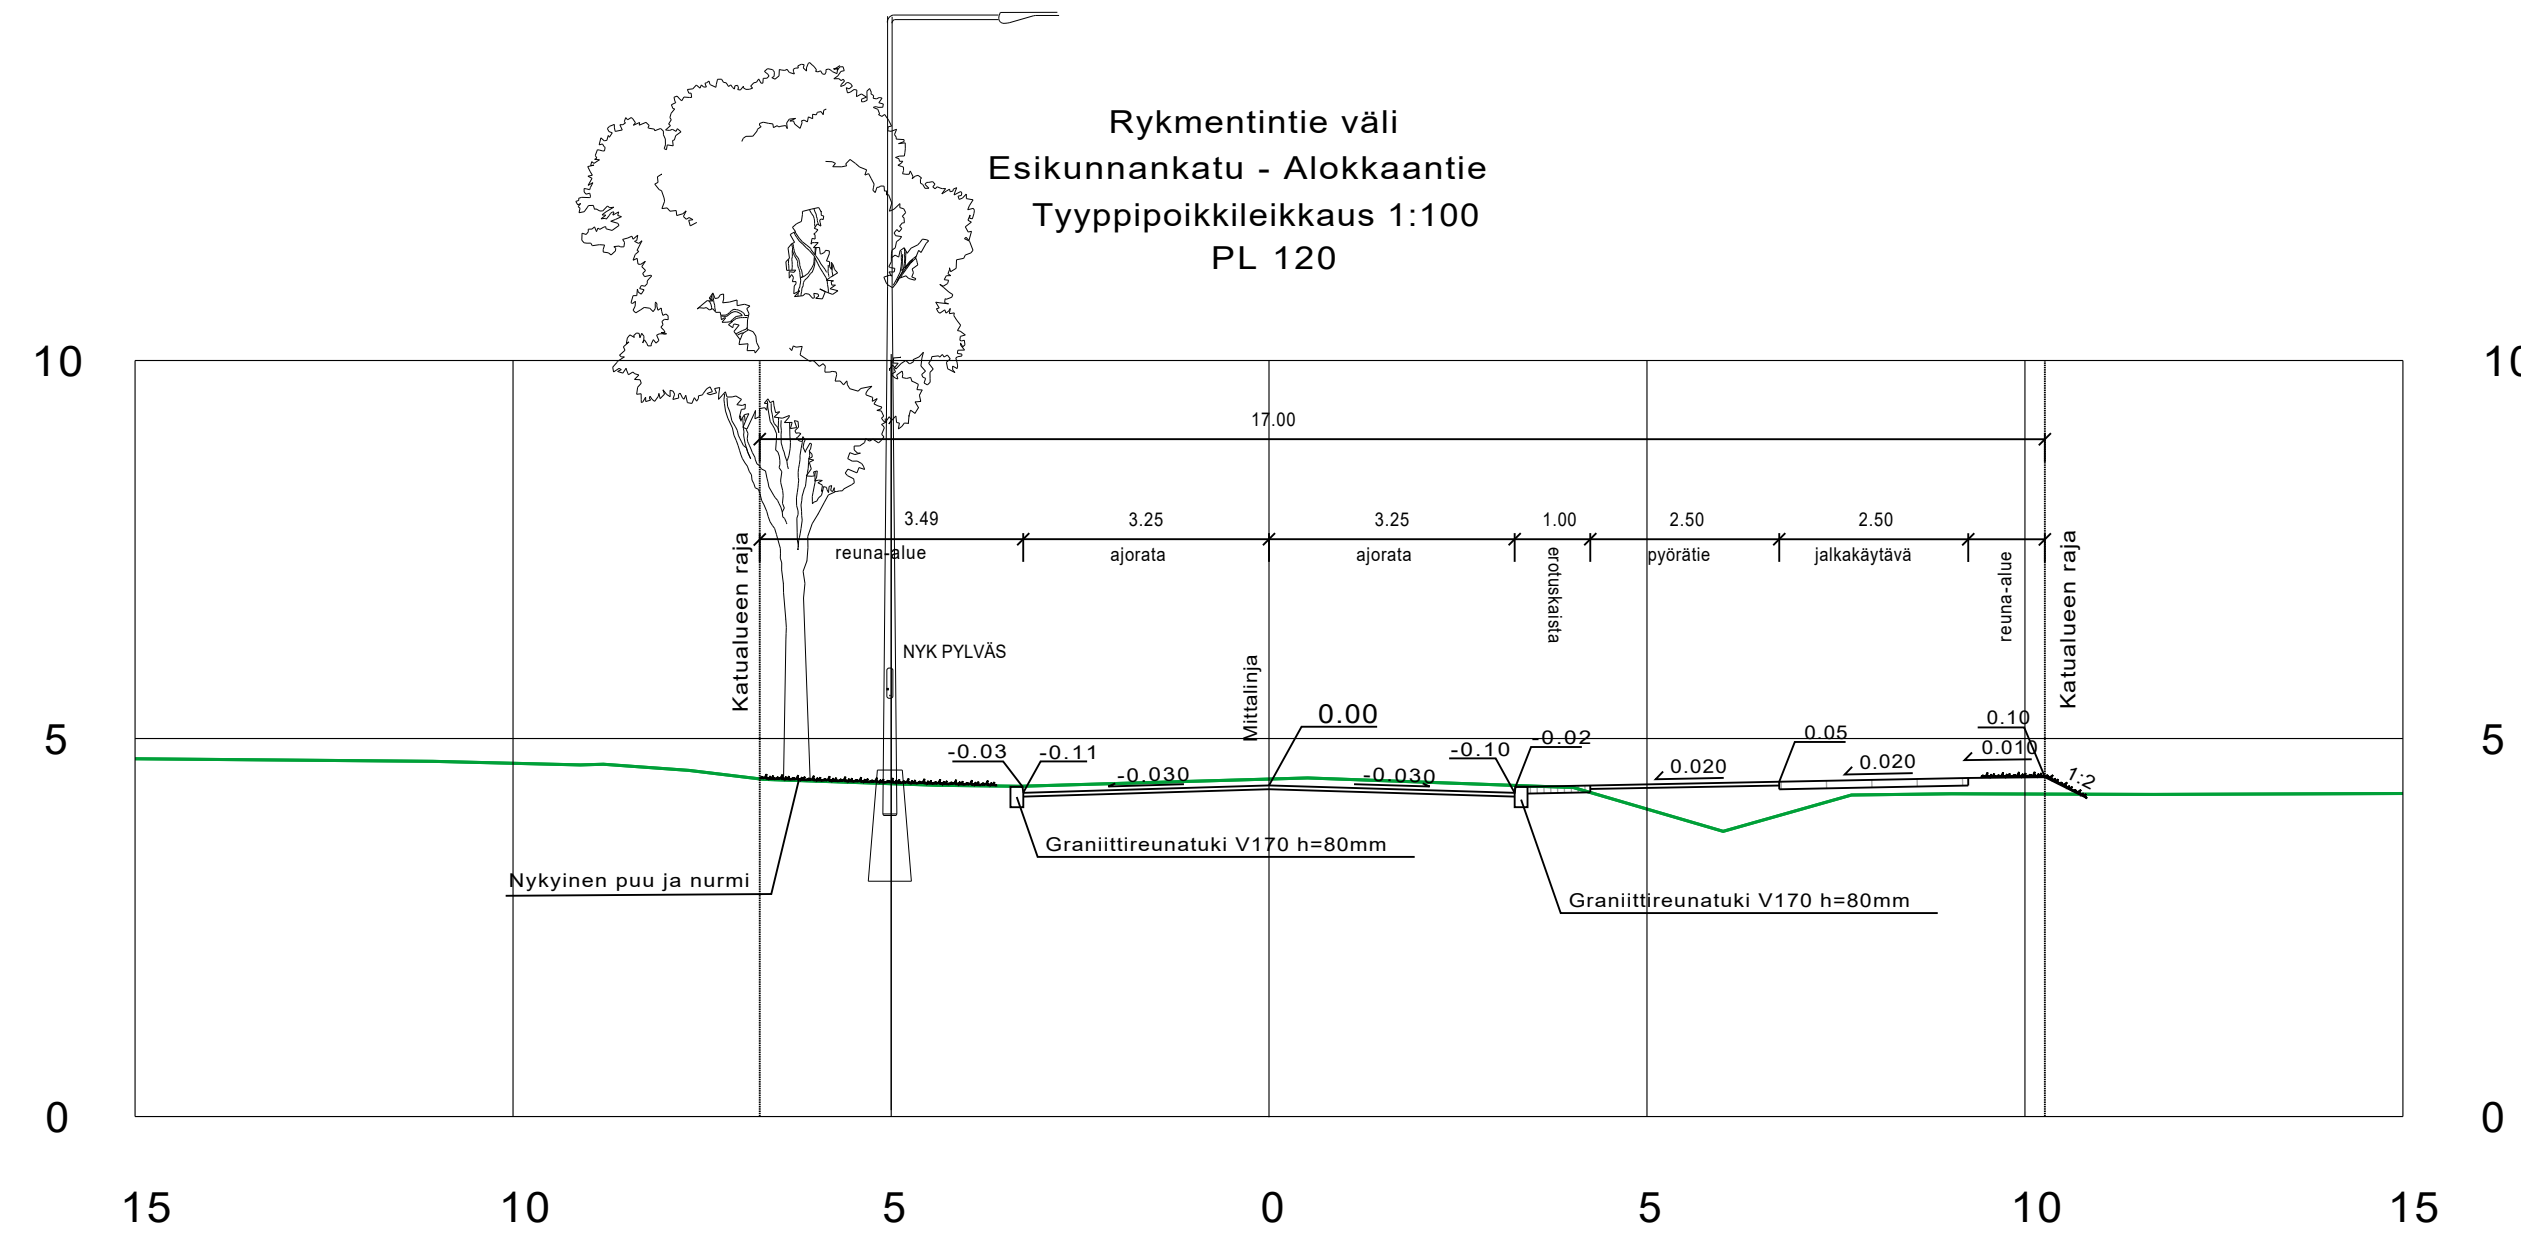 Rykmentintie väli
Esikunnankatu - Alokkaantie
Tyyppipoikkileikkaus 1:100
PL 120
10
10
17.00
3.49
3.25
3.25
1.00
2.50
2.50
reuna-alue
ajorata
ajorata
erotuskaista
pyörätie
jalkakäytävä
reuna-alue
Katualueen raja
Katualueen raja
NYK PYLVÄS
Mittalinja
5
5
0.00
-0.03
-0.11
-0.030
-0.030
-0.10
-0.02
0.020
0.05
0.020
0.10
0.010
1:2
Graniittireunatuki V170 h=80mm
Nykyinen puu ja nurmi
Graniittireunatuki V170 h=80mm
0
0
15
10
5
0
5
10
15